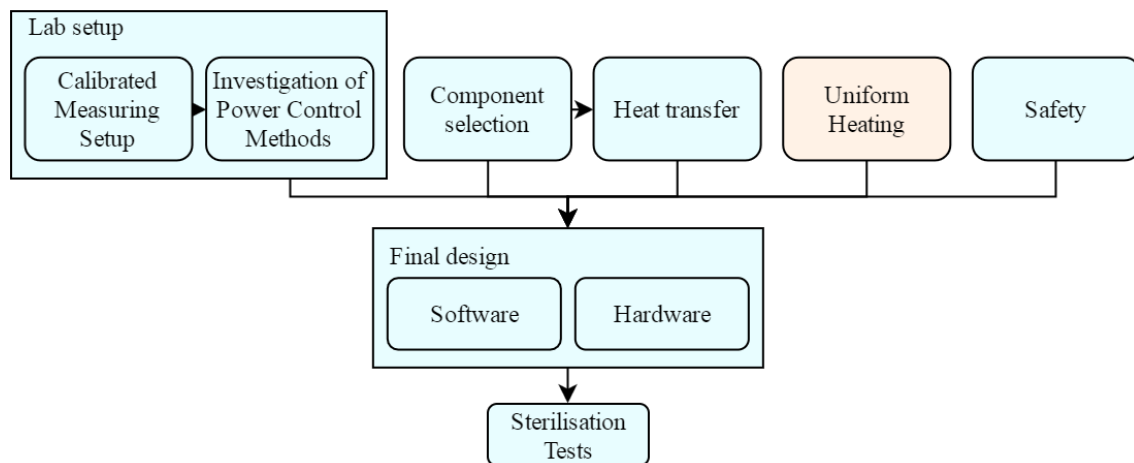 Lab setup
Calibrated
Measuring
Setup
Investigation of
Power Control
Methods
Component
selection
Heat transfer
Uniform
Heating
Safety
Final design
Software
Hardware
Sterilisation
Tests